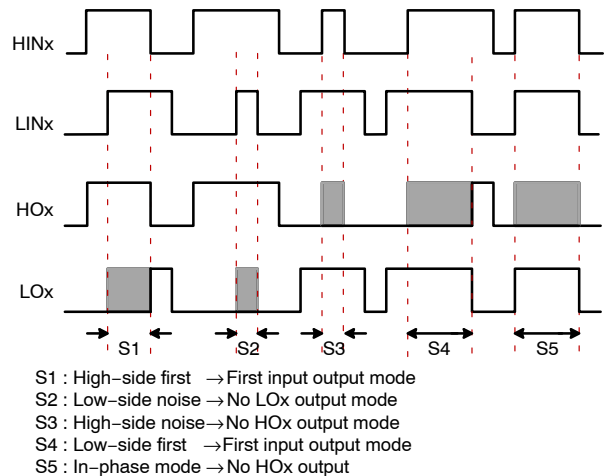 HINx
LINx
HOx
LOx
S1 S2 S3 S4 S5
S1 : High−side first →First input output mode
S2 : Low−side noise→No LOx output mode
S3 : High−side noise→No HOx output mode
S4 : Low−side first →First input output mode
S5 : In−phase mode→No HOx output